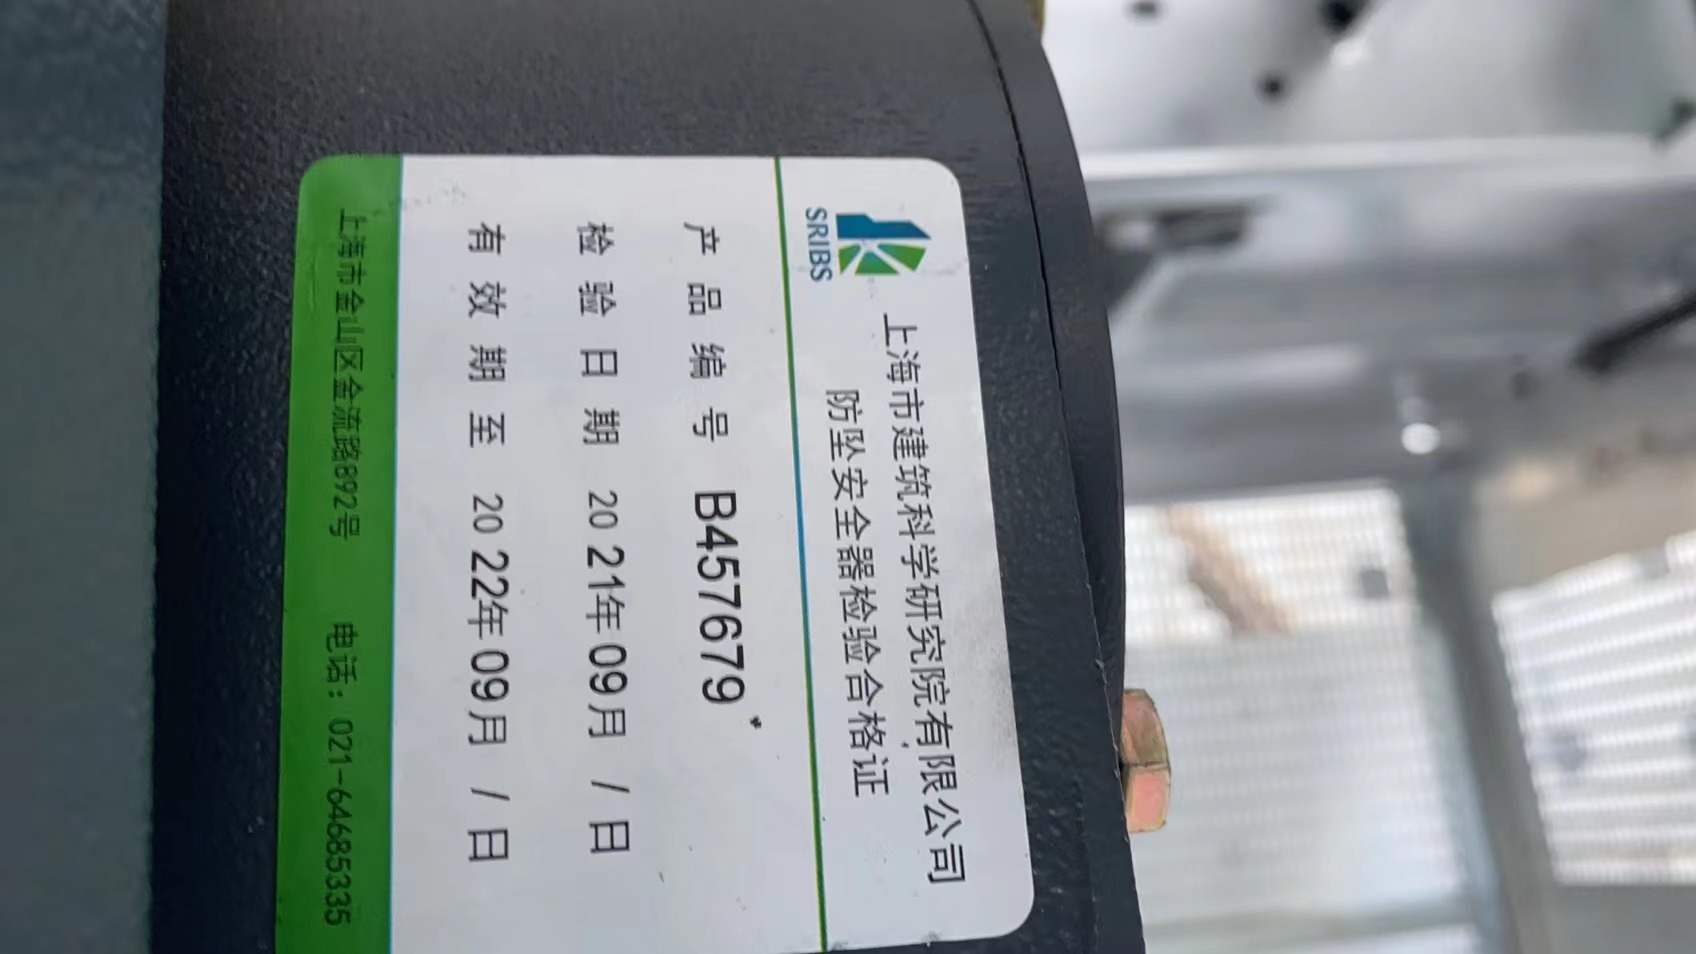 SRIBS
上海市建筑科学研究院有限公司
防坠安全器检验合格证
产品编号 B457679
检验日期 2021年09月/日
有效期至 2022年09月/日
上海市金山区金流路892号 电话：021-64685335